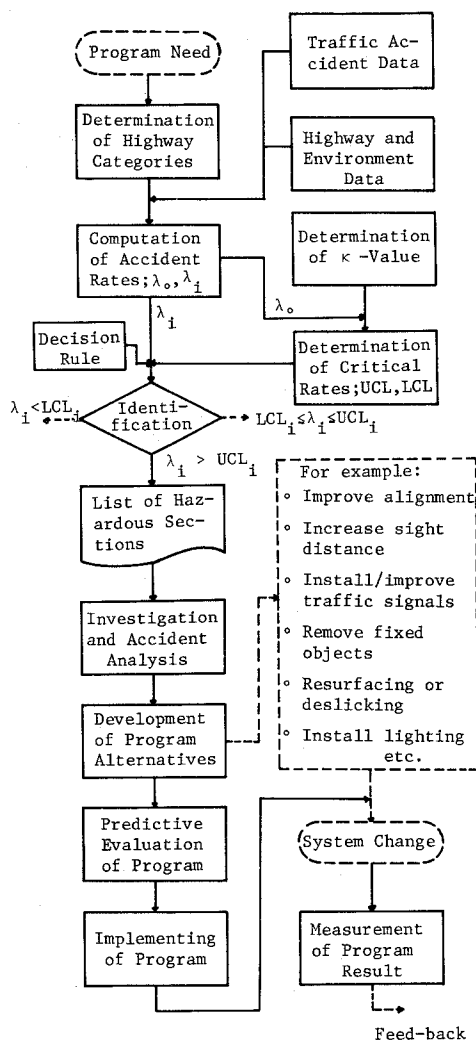 Program Need
Traffic Ac-
cident Data
Determination
of Highway
Categories
Highway and
Environment
Data
Computation
of Accident
Rates;λo,λi
Determination
of κ-Value
λo
λi
Decision
Rule
Determination
of Critical
Rates;UCL,LCL
λi<LCLi
Identi-
fication
LCLi≤λi≤UCLi
λi > UCLi
List of Haz-
ardous Sec-
tions
For example:
° Improve alignment
° Increase sight
distance
° Install/improve
traffic signals
° Remove fixed
objects
° Resurfacing or
deslicking
° Install lighting
etc.
Investigation
and Accident
Analysis
Development
of Program
Alternatives
Predictive
Evaluation
of Program
System Change
Implementing
of Program
Measurement
of Program
Result
Feed-back